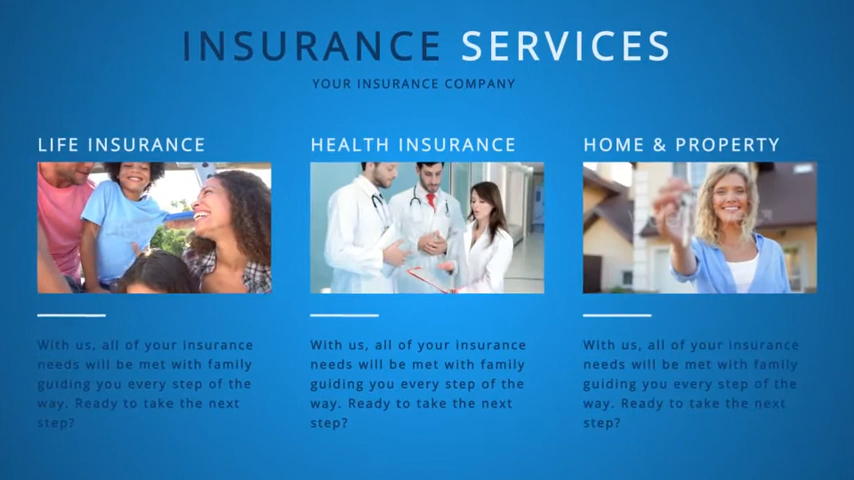 INSURANCE SERVICES
YOUR INSURANCE COMPANY
LIFE INSURANCE
With us, all of your insurance
needs will be met with family
guiding you every step of the
way. Ready to take the next
step?
HEALTH INSURANCE
With us, all of your insurance
needs will be met with family
guiding you every step of the
way. Ready to take the next
step?
HOME & PROPERTY
With us, all of your insurance
needs will be met with family
guiding you every step of the
way. Ready to take the next
step?